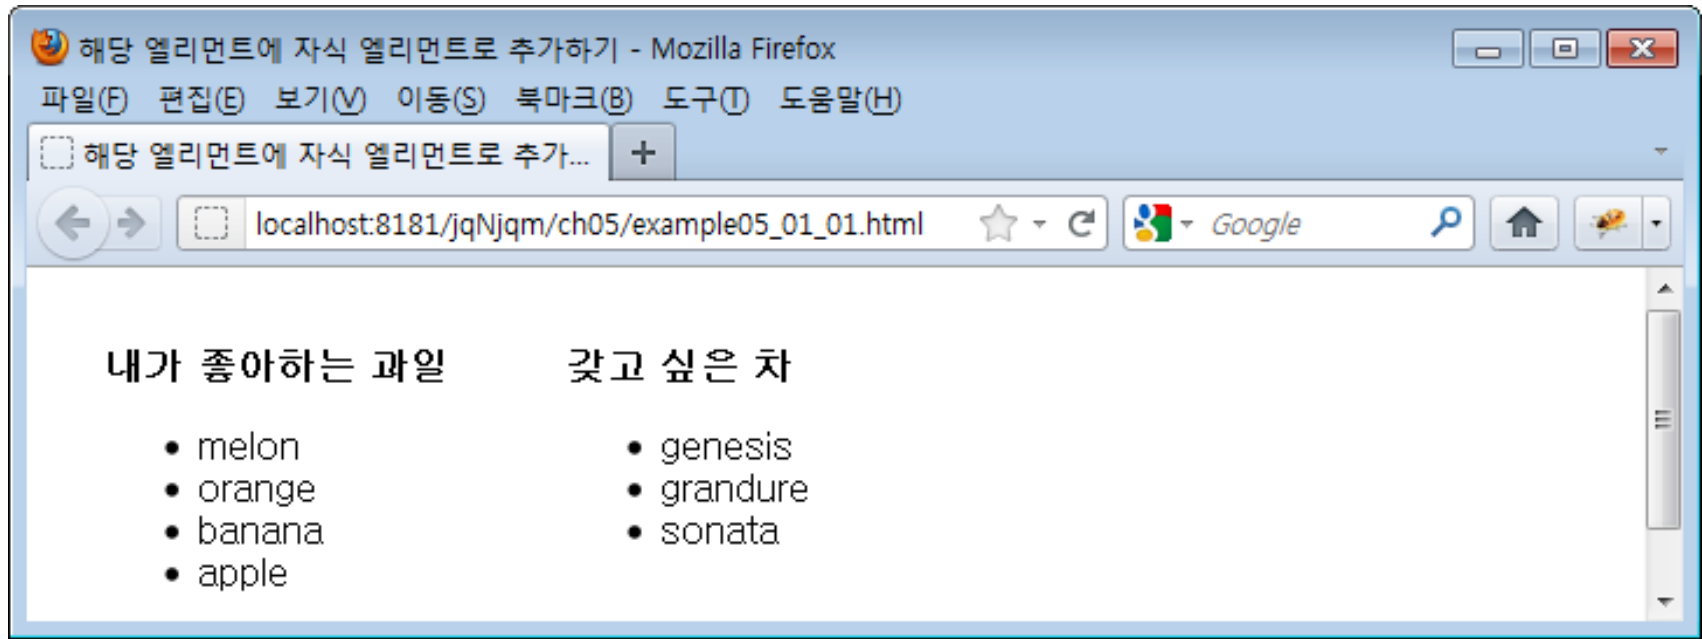 해당 엘리먼트에 자식 엘리먼트로 추가하기 - Mozilla Firefox
파일(F) 편집(E) 보기(V) 이동(S) 북마크(B) 도구(T) 도움말(H)
해당 엘리먼트에 자식 엘리먼트로 추가...
localhost:8181/jqNjqm/ch05/example05_01_01.html Google
내가 좋아하는 과일
• melon
• orange
• banana
• apple
갖고 싶은 차
• genesis
• grandure
• sonata